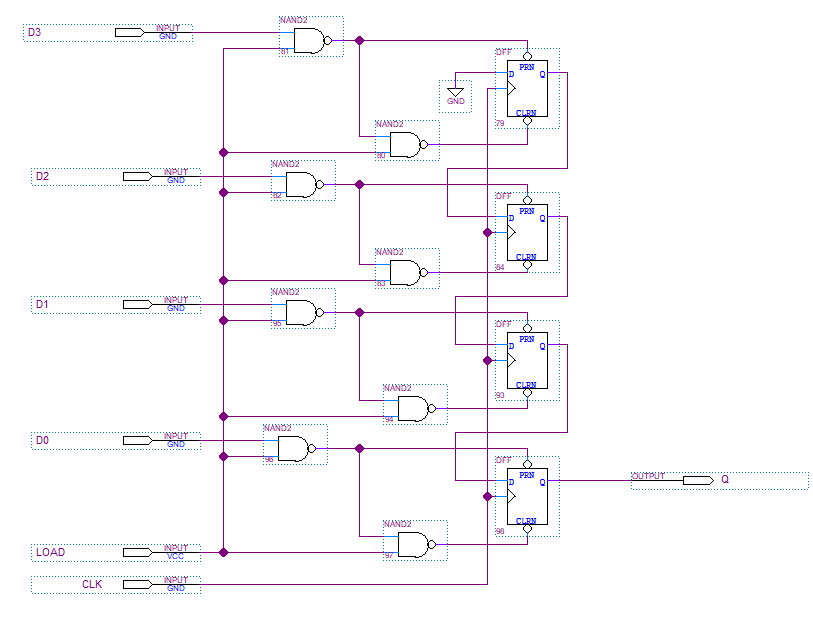 NAND2
D3
INPUT
GND
81
DFF
PRN
D
Q
GND
CLRN
79
NAND2
80
NAND2
D2
INPUT
GND
82
DFF
PRN
D
Q
NAND2
CLRN
84
83
NAND2
D1
INPUT
GND
95
DFF
PRN
D
Q
CLRN
93
NAND2
94
NAND2
D0
INPUT
GND
96
DFF
PRN
D
Q
OUTPUT
Q
CLRN
98
NAND2
97
LOAD
INPUT
VCC
CLK
INPUT
GND